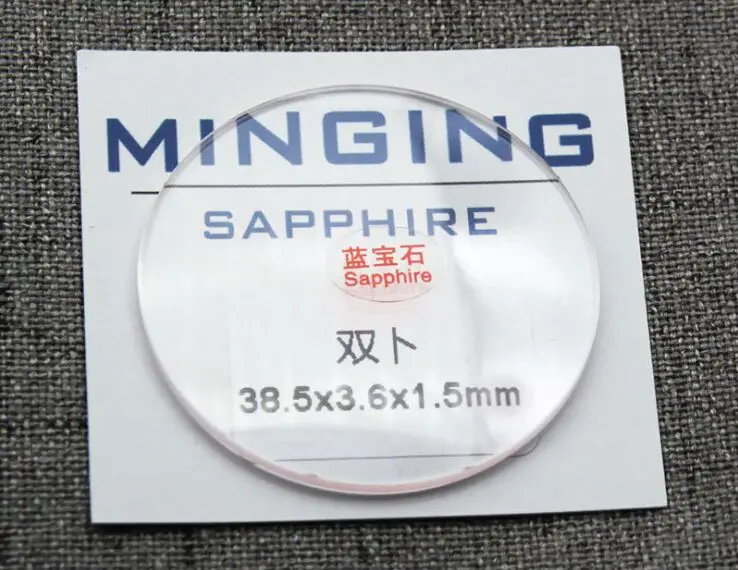 MINGING
SAPPHIRE
蓝宝石
Sapphire
双卜
38.5x3.6x1.5mm